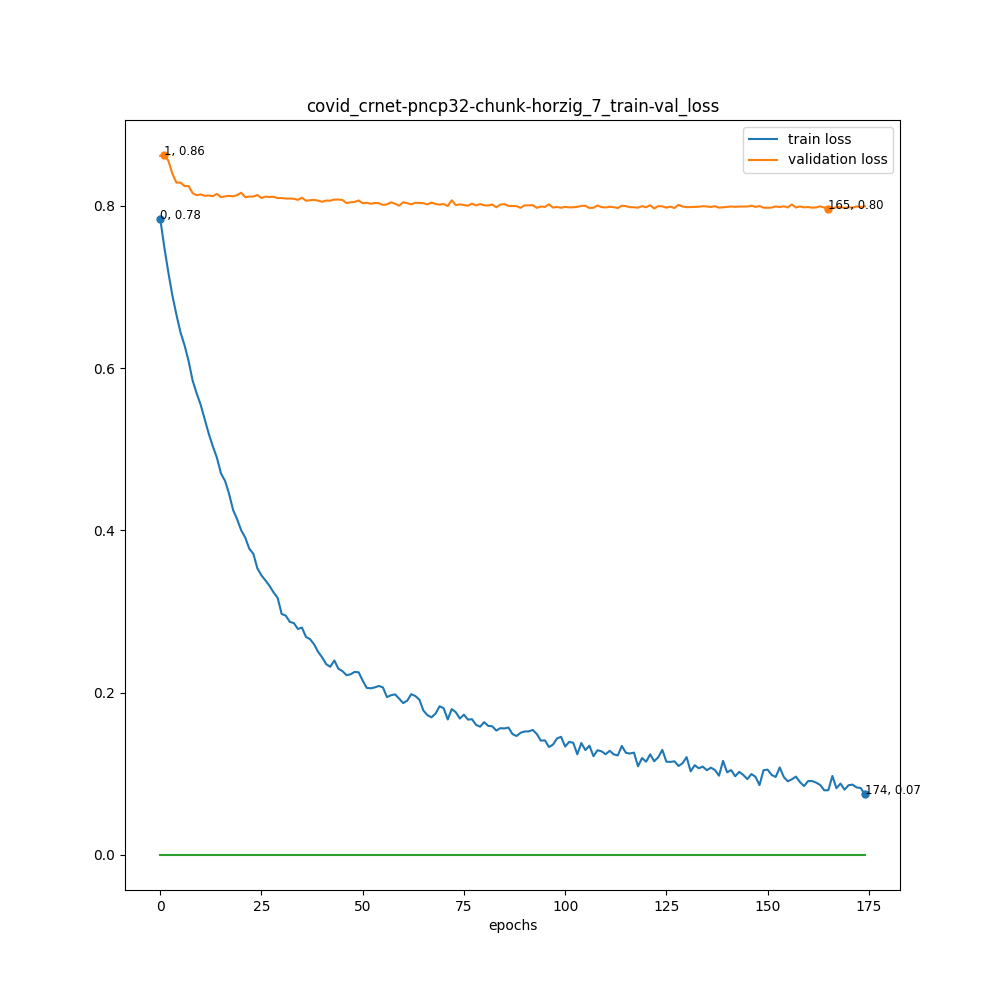 covid_crnet-pncp32-chunk-horzig_7_train-val_loss
train loss
validation loss
1, 0.86
0, 0.78
165, 0.80
174, 0.07
0.8
0.6
0.4
0.2
0.0
0 25 50 75 100 125 150 175
epochs